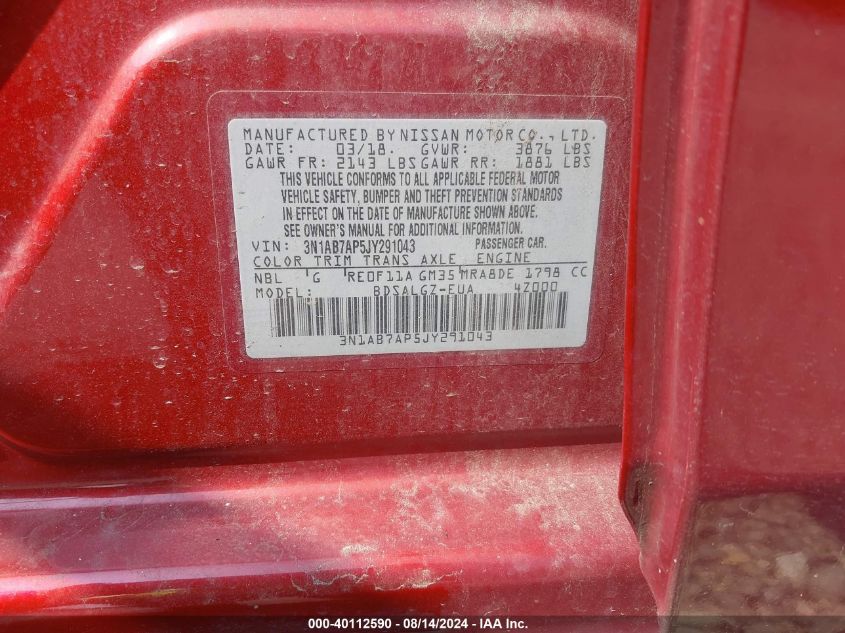 MANUFACTURED BY NISSAN MOTOR CO., LTD.
DATE: 03/18. GVWR: 3876 LBS
GAWR FR: 2143 LBS GAWR RR: 1881 LBS
THIS VEHICLE CONFORMS TO ALL APPLICABLE FEDERAL MOTOR
VEHICLE SAFETY, BUMPER AND THEFT PREVENTION STANDARDS
IN EFFECT ON THE DATE OF MANUFACTURE SHOWN ABOVE.
SEE OWNER'S MANUAL FOR ADDITIONAL INFORMATION.
VIN: 3N1AB7AP5JY291043 PASSENGER CAR.
COLOR TRIM TRANS AXLE ENGINE
NBL 'G RE0F11A GM35 MRA8DE 1798 CC
MODEL: BDSALGZ-EUA 4Z000
3N1AB7AP5JY291043
000-40112590 - 08/14/2024 - IAA Inc.